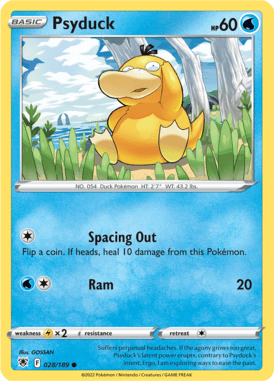 BASIC Psyduck HP60
NO. 054 Duck Pokémon HT: 2'7" WT: 43.2 lbs.
Spacing Out
Flip a coin. If heads, heal 10 damage from this Pokémon.
Ram 20
weakness ×2 resistance retreat
Illus. GOSSAN
F 028/189
Suffers perpetual headaches. If the agony grows too great,
Psyduck's latent power erupts, contrary to Psyduck's
intent. Ergo, I am exploring ways to ease the pain.
©2022 Pokémon / Nintendo / Creatures / GAME FREAK